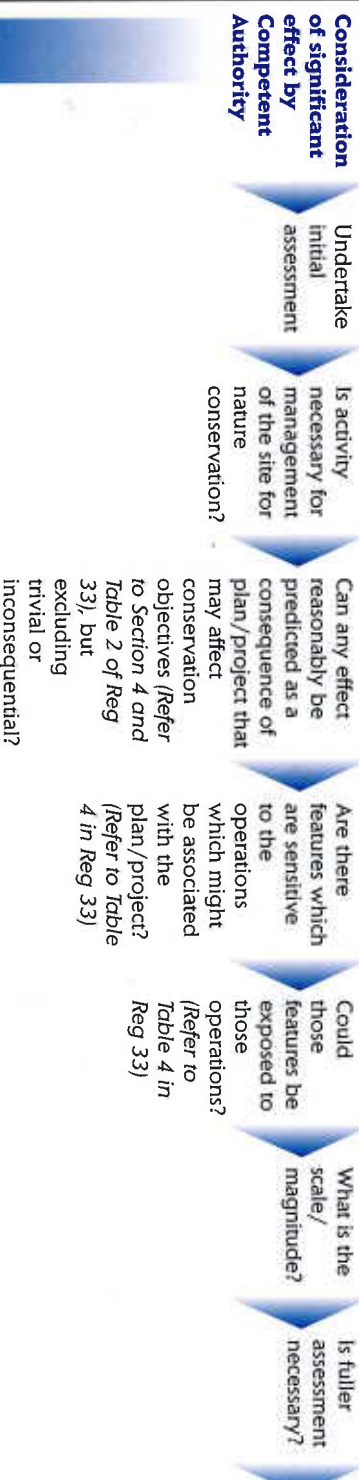 Consideration
of significant
effect by
Competent
Authority
Undertake
initial
assessment
Is activity
necessary for
management
of the site for
nature
conservation?
Can any effect
reasonably be
predicted as a
consequence of
plan/project that
may affect
conservation
objectives (Refer
to Section 4 and
Table 2 of Reg
33), but
excluding
trivial or
inconsequential?
Are there
features which
are sensitive
to the
operations
which might
be associated
with the
plan/project?
(Refer to Table
4 in Reg 33)
Could
those
features be
exposed to
those
operations?
(Refer to
Table 4 in
Reg 33)
What is the
scale/
magnitude?
Is fuller
assessment
necessary?